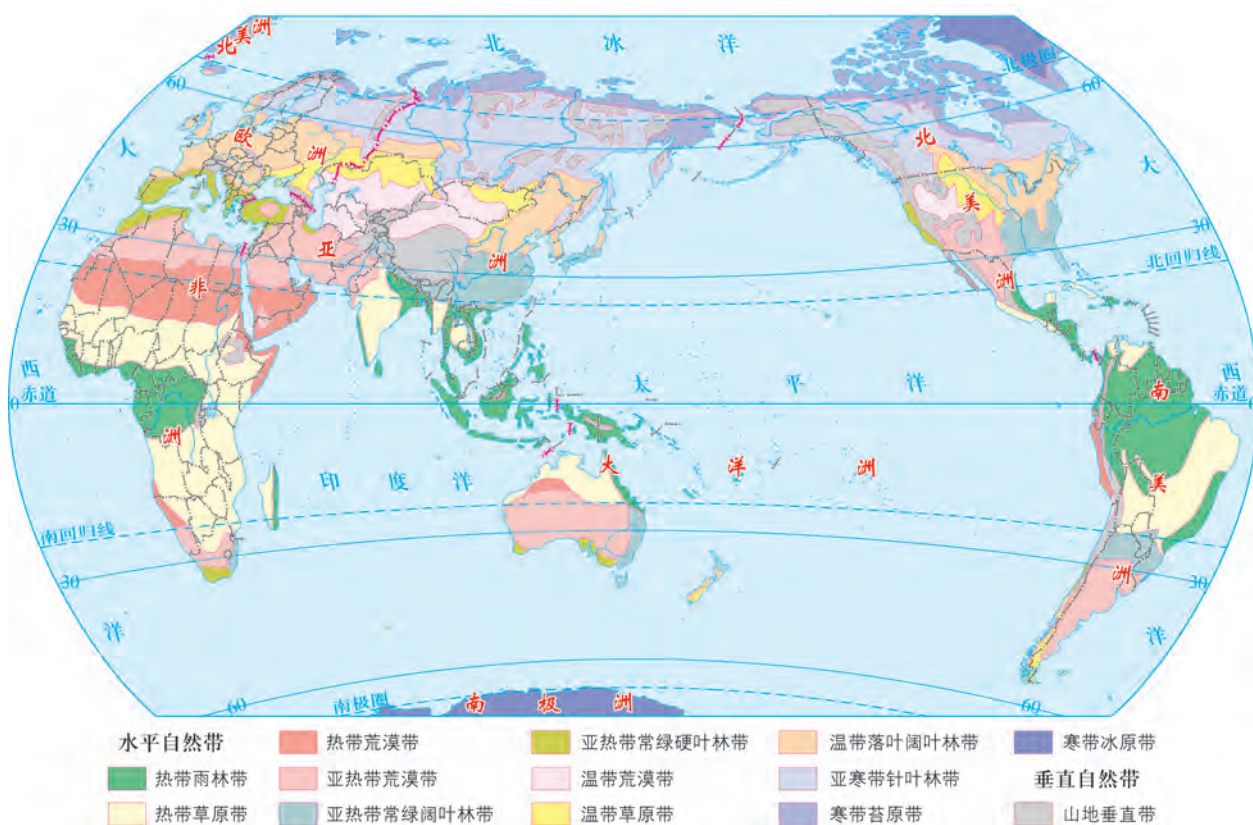 北美洲
北冰洋
北极圈
60
60
欧洲
大
北
大
亚洲
美
30
30
北回归线
非
洲
洲
太平洋
西
赤道
0
西
赤道
0
南
洲
大洋洲
印度洋
美
南回归线
洲
30
30
洋
洋
60
南极圈
南极洲
60
水平自然带
热带荒漠带
亚热带常绿硬叶林带
温带落叶阔叶林带
寒带冰原带
热带雨林带
亚热带荒漠带
温带荒漠带
亚寒带针叶林带
垂直自然带
热带草原带
亚热带常绿阔叶林带
温带草原带
寒带苔原带
山地垂直带